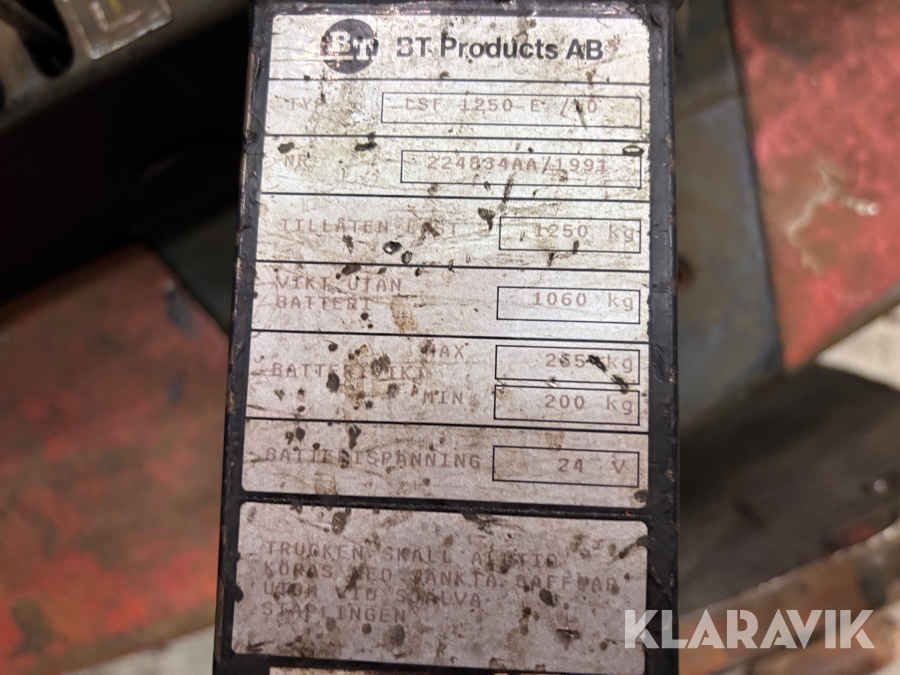 BT BT Products AB
TYP LSF 1250 E /10
NR 224834AA/1991
TILLÅTEN LAST 1250 kg
VIKT UTAN
BATTERI 1060 kg
MAX kg
BATTERIVIKT
MIN 200 kg
BATTERISPÄNNING 24 V
TRUCKEN SKALL ALLTID
KÖRAS MED SÄNKTA GAFFLAR
UTOM VID SJÄLVA
STAPLINGEN
KLARAVIK